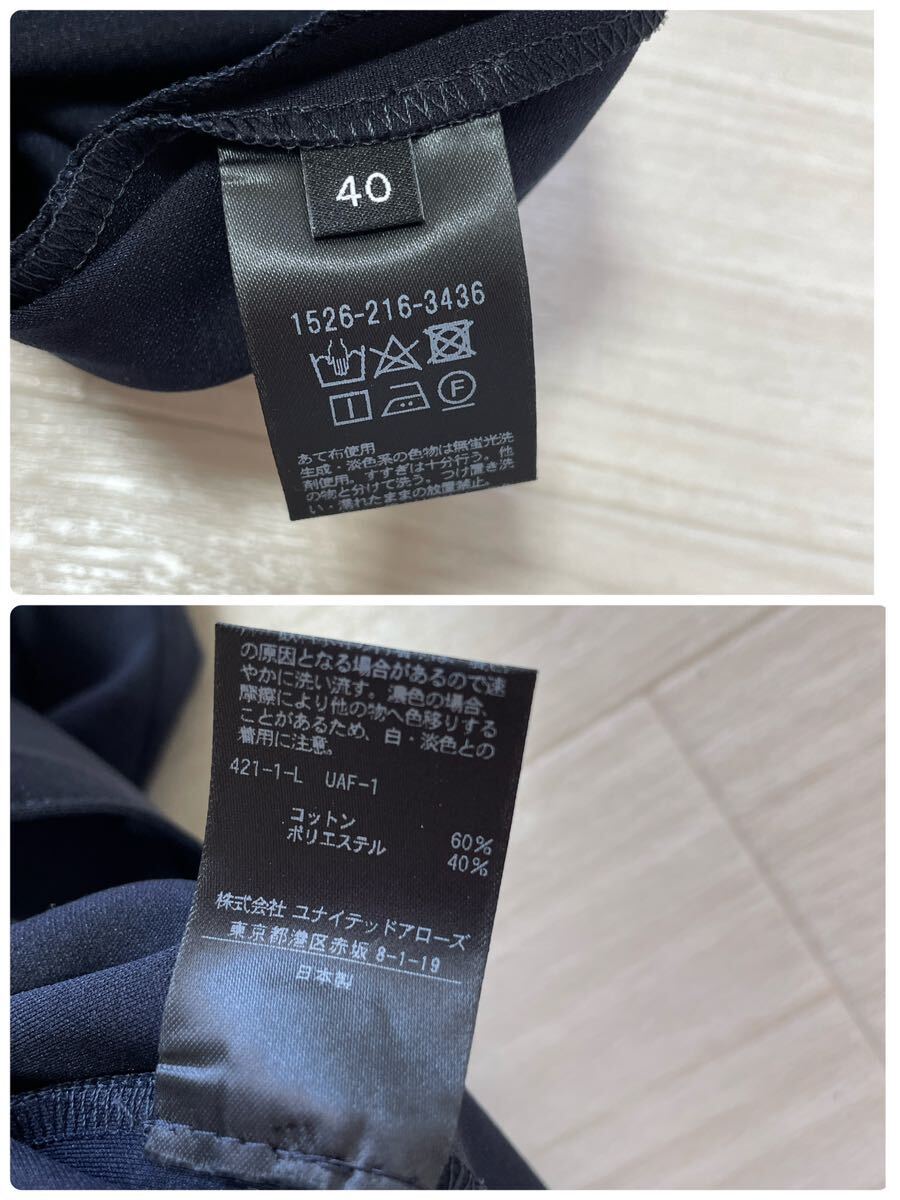 40
1526-216-3436
F
あて布使用
生成・淡色系の色物は無蛍光洗
剤使用。すすぎは十分行う。他
の物と分けて洗う。つけ置き洗
い・濡れたままの放置禁止。
の原因となる場合があるので速
やかに洗い流す。濃色の場合、
摩擦により他の物へ色移りする
ことがあるため、白・淡色との
着用に注意。
421-1-L UAF-1
コットン 60%
ポリエステル 40%
株式会社 ユナイテッドアローズ
東京都港区赤坂 8-1-19
日本製